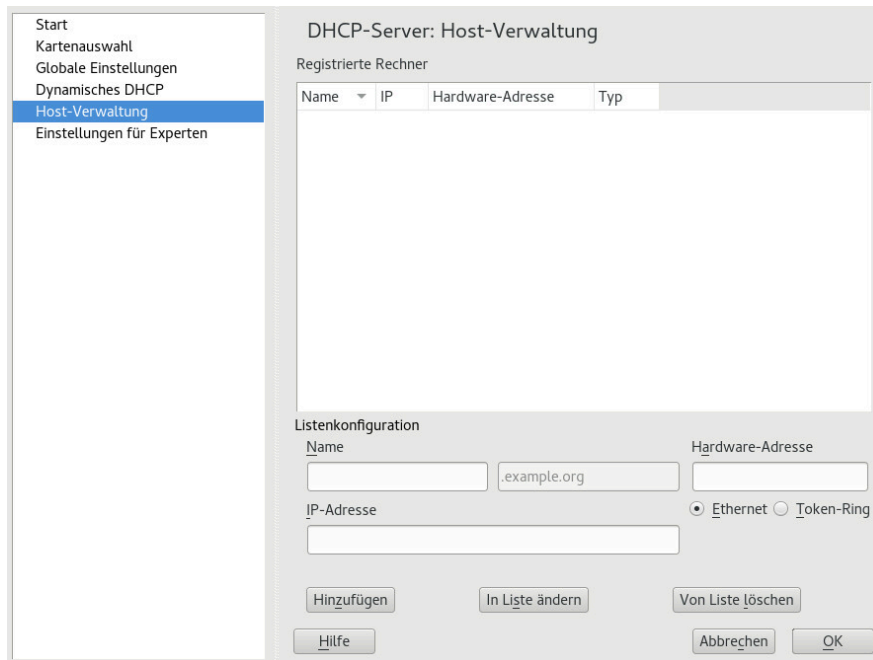 Start
Kartenauswahl
Globale Einstellungen
Dynamisches DHCP
Host-Verwaltung
Einstellungen für Experten
DHCP-Server: Host-Verwaltung
Registrierte Rechner
Name IP Hardware-Adresse Typ
Listenkonfiguration
Name Hardware-Adresse
.example.org
IP-Adresse Ethernet Token-Ring
Hinzufügen In Liste ändern Von Liste löschen
Hilfe Abbrechen OK